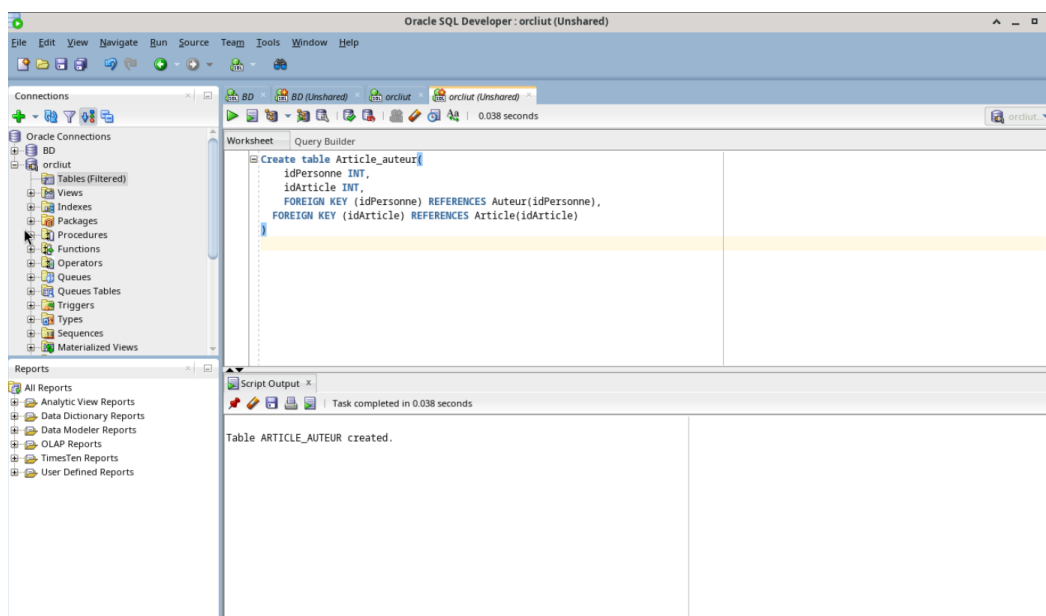 Oracle SQL Developer : orcliut (Unshared)
File Edit View Navigate Run Source Team Tools Window Help
Connections
BD
BD (Unshared)
orcliut
orcliut (Unshared)
0.038 seconds
orcliut...
Oracle Connections
BD
orcliut
Tables (Filtered)
Views
Indexes
Packages
Procedures
Functions
Operators
Queues
Queues Tables
Triggers
Types
Sequences
Materialized Views
Worksheet Query Builder
Create table Article_auteur(
idPersonne INT,
idArticle INT,
FOREIGN KEY (idPersonne) REFERENCES Auteur(idPersonne),
FOREIGN KEY (idArticle) REFERENCES Article(idArticle)
)
Reports
All Reports
Analytic View Reports
Data Dictionary Reports
Data Modeler Reports
OLAP Reports
TimesTen Reports
User Defined Reports
Script Output x
Task completed in 0.038 seconds
Table ARTICLE_AUTEUR created.